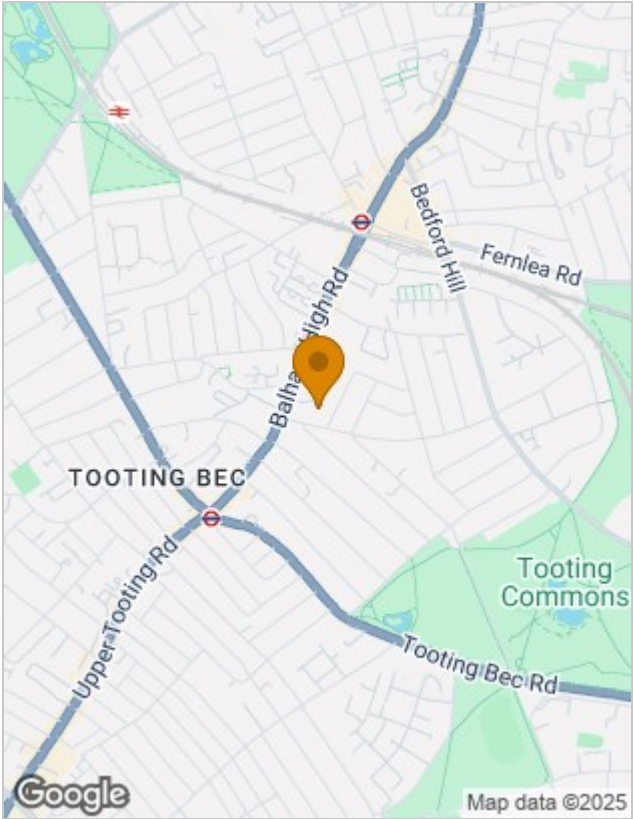 Bedford Hill
Fernlea Rd
Balham High Rd
TOOTING BEC
Upper Tooting Rd
Tooting
Commons
Tooting Bec Rd
Google
Map data ©2025